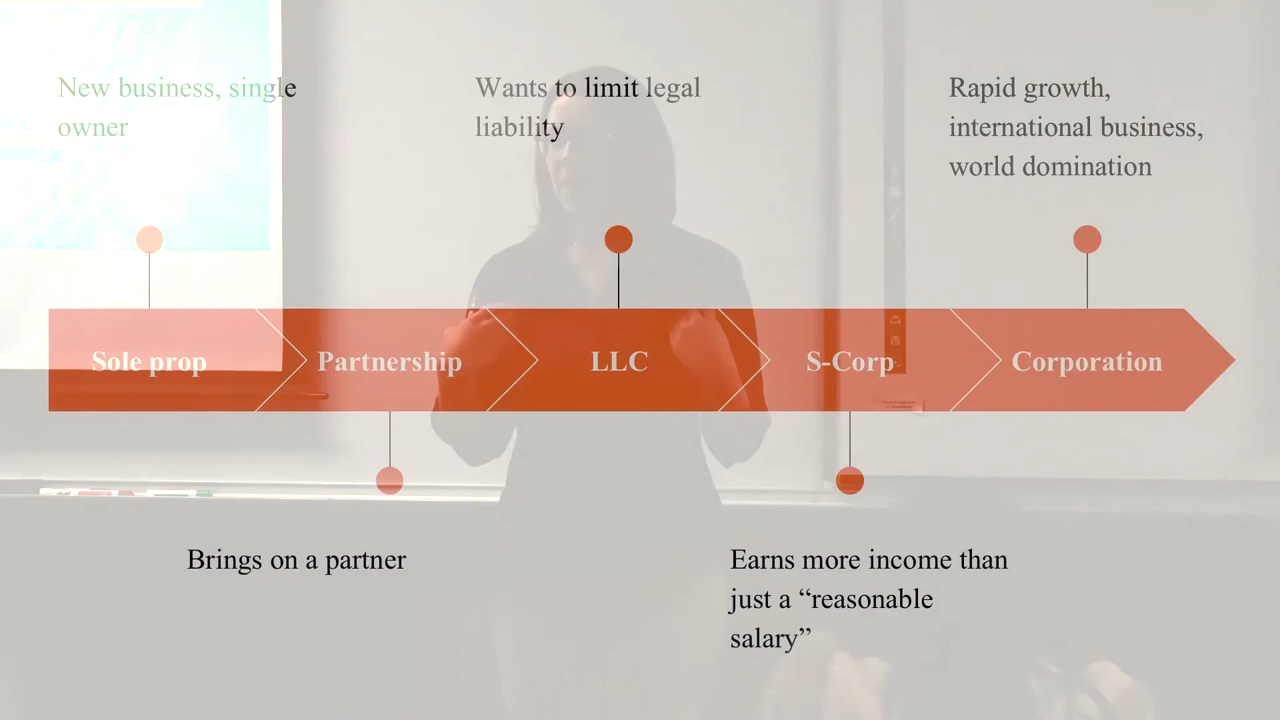 New business, single
owner
Wants to limit legal
liability
Rapid growth,
international business,
world domination
Sole prop
Partnership
LLC
S-Corp
Corporation
Brings on a partner
Earns more income than
just a “reasonable
salary”